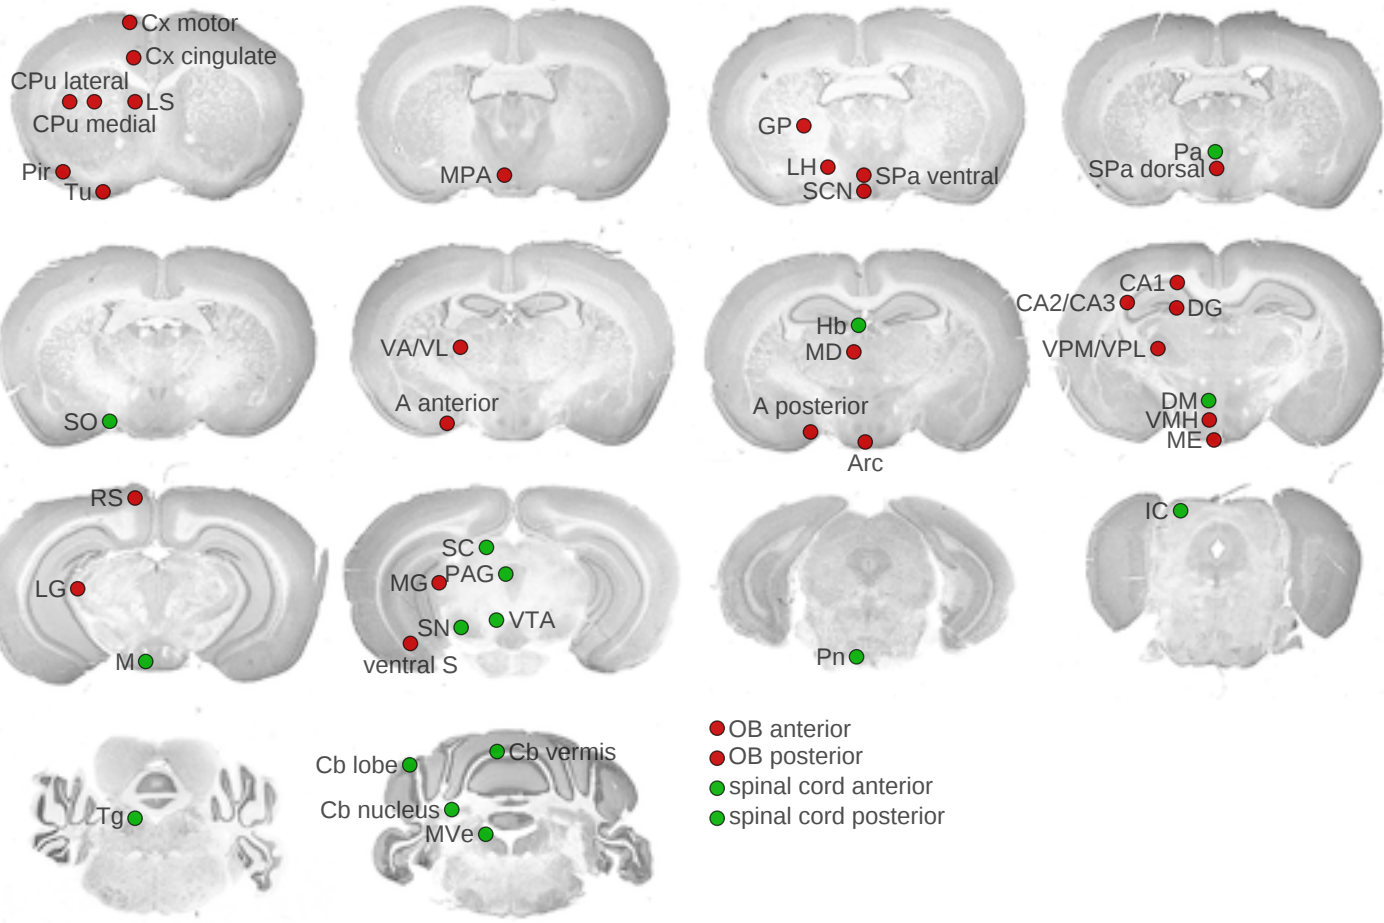 Cx motor
Cx cingulate
CPu lateral
LS
CPu medial
Pir
Tu
MPA
GP
LH
SPa ventral
SCN
Pa
SPa dorsal
SO
VA/VL
A anterior
Hb
MD
A posterior
Arc
CA1
CA2/CA3
DG
VPM/VPL
DM
VMH
ME
RS
LG
M
SC
MG
PAG
SN
VTA
ventral S
Pn
IC
Tg
Cb lobe
Cb vermis
Cb nucleus
MVe
OB anterior
OB posterior
spinal cord anterior
spinal cord posterior